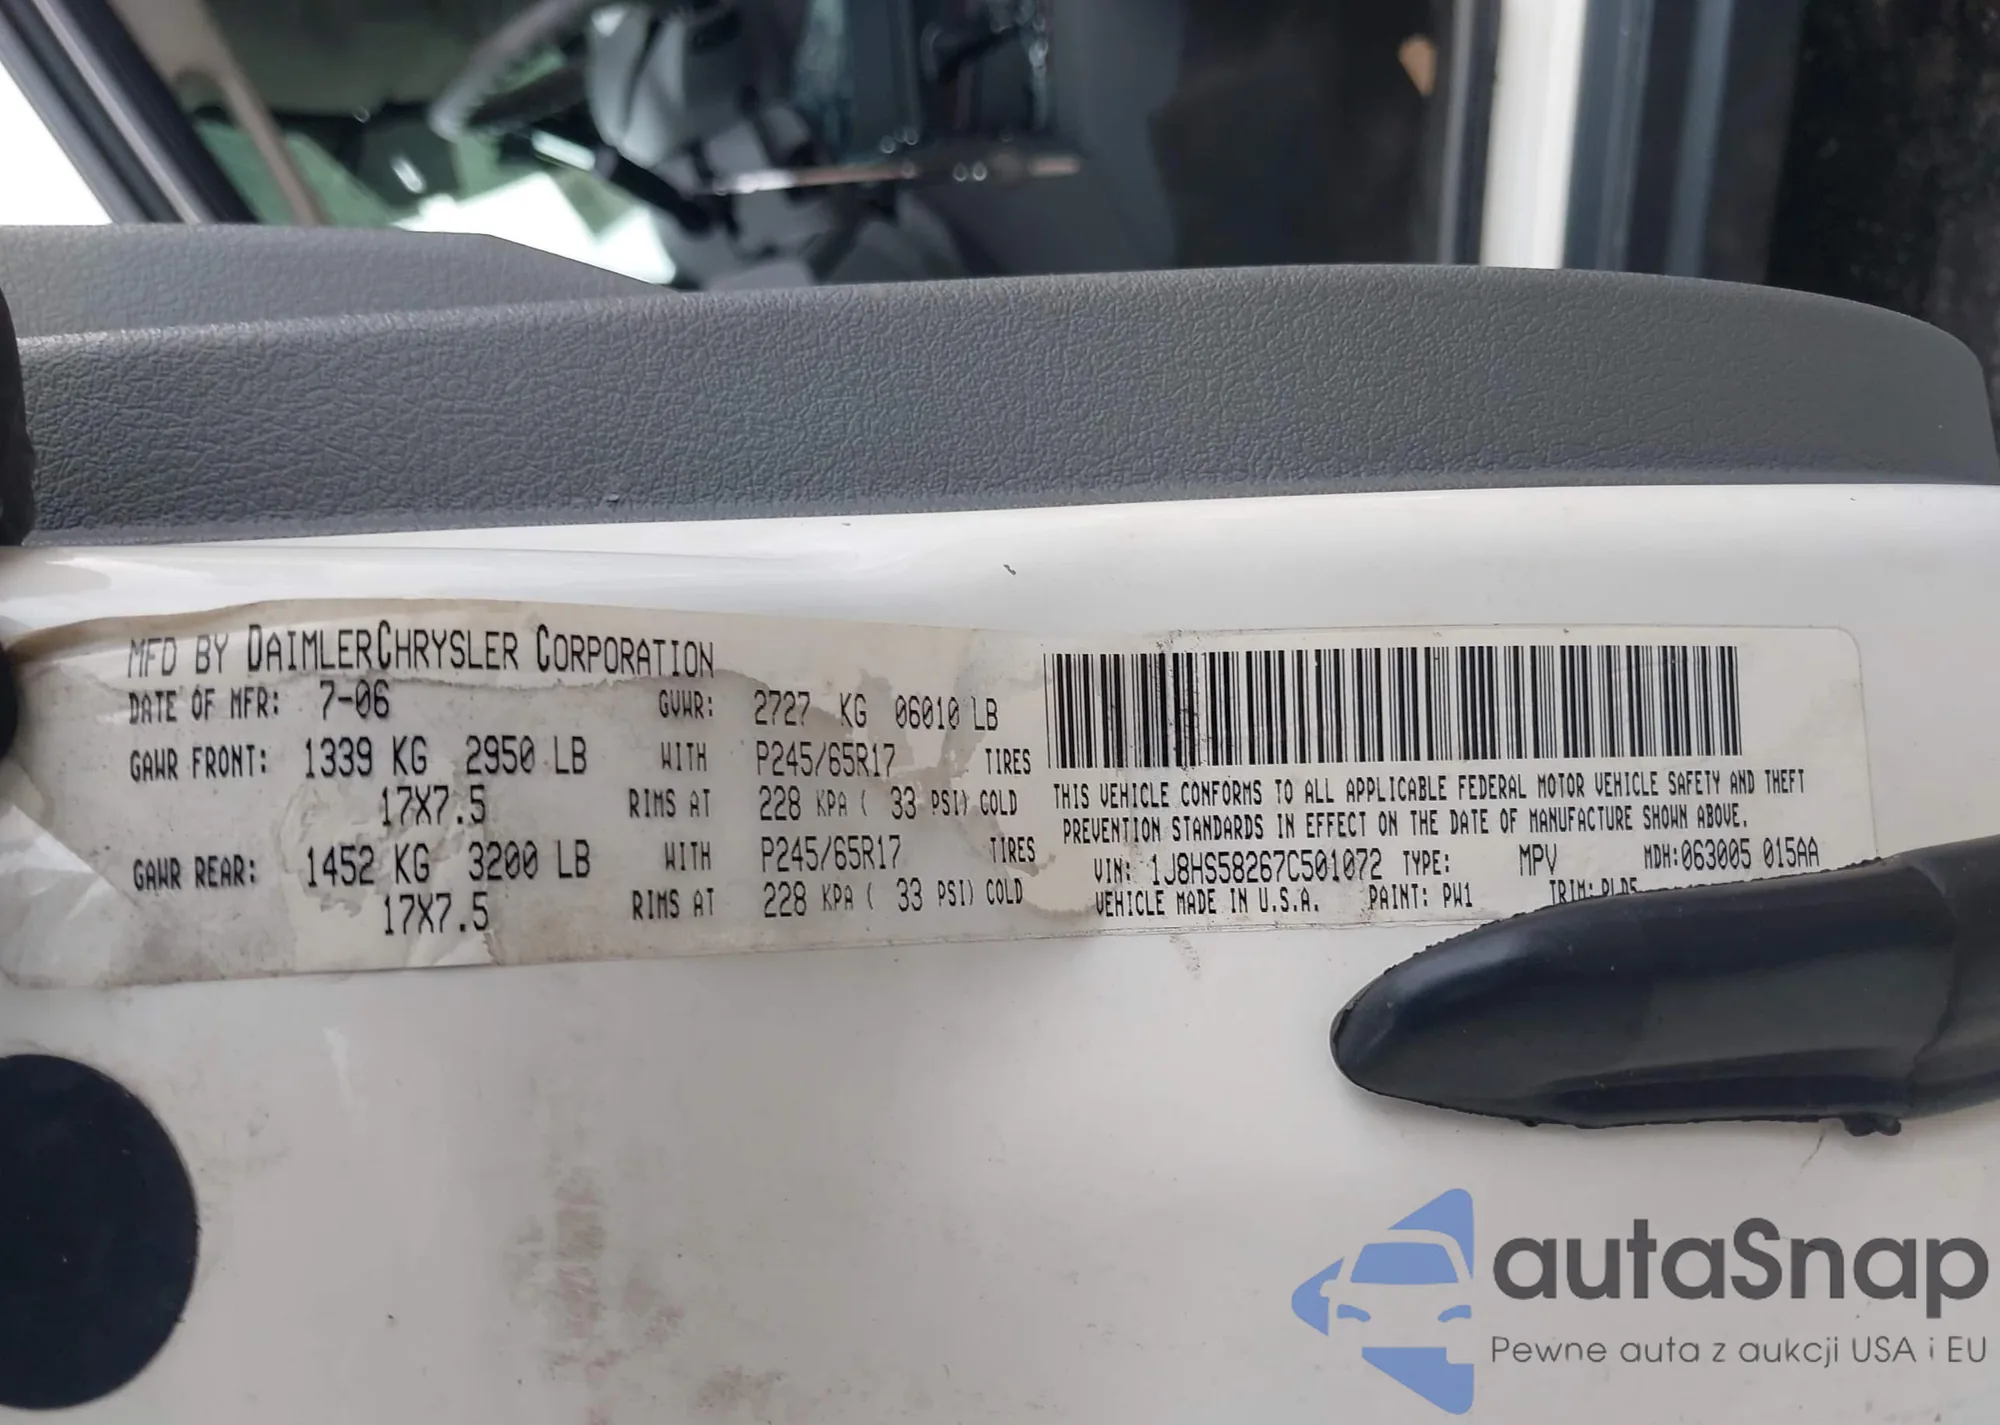 MFD BY DAIMLERCHRYSLER CORPORATION
DATE OF MFR: 7-06 GVWR: 2727 KG 06010 LB
GAWR FRONT: 1339 KG 2950 LB WITH P245/65R17 TIRES
17X7.5 RIMS AT 228 KPA ( 33 PSI) COLD
GAWR REAR: 1452 KG 3200 LB WITH P245/65R17 TIRES
17X7.5 RIMS AT 228 KPA ( 33 PSI) COLD
THIS VEHICLE CONFORMS TO ALL APPLICABLE FEDERAL MOTOR VEHICLE SAFETY AND THEFT
PREVENTION STANDARDS IN EFFECT ON THE DATE OF MANUFACTURE SHOWN ABOVE.
VIN: 1J8HS58267C501072 TYPE: MPV MDH:063005 015AA
VEHICLE MADE IN U.S.A. PAINT: PW1 TRIM:
autaSnap
Pewne auta z aukcji USA i EU